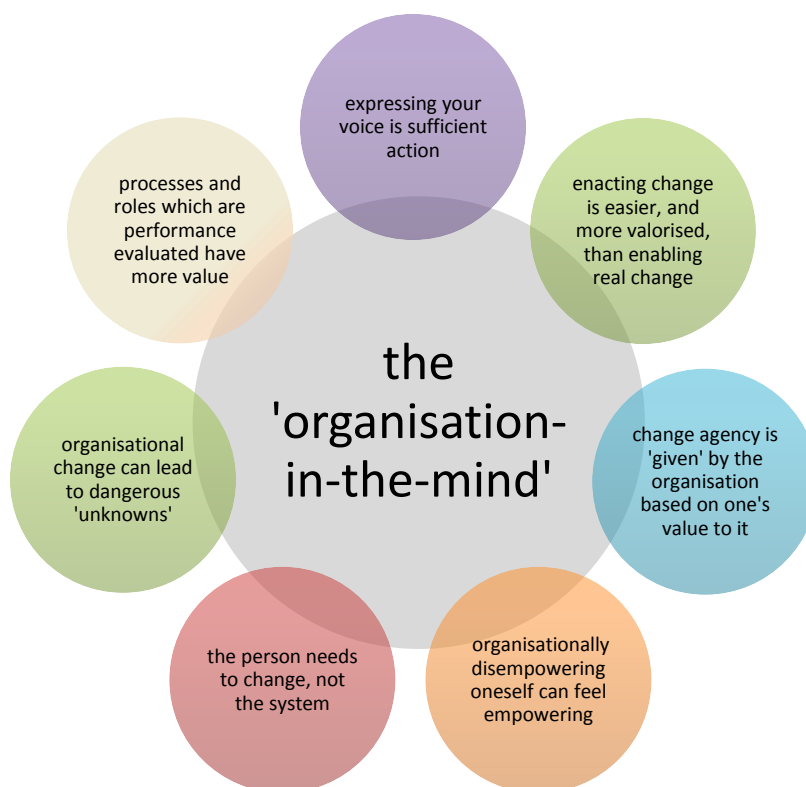 expressing your
voice is sufficient
action
enacting change
is easier, and
more valorised,
than enabling
real change
change agency is
'given' by the
organisation
based on one's
value to it
organisationally
disempowering
oneself can feel
empowering
the person needs
to change, not
the system
organisational
change can lead
to dangerous
'unknowns'
processes and
roles which are
performance
evaluated have
more value
the
'organisation-
in-the-mind'